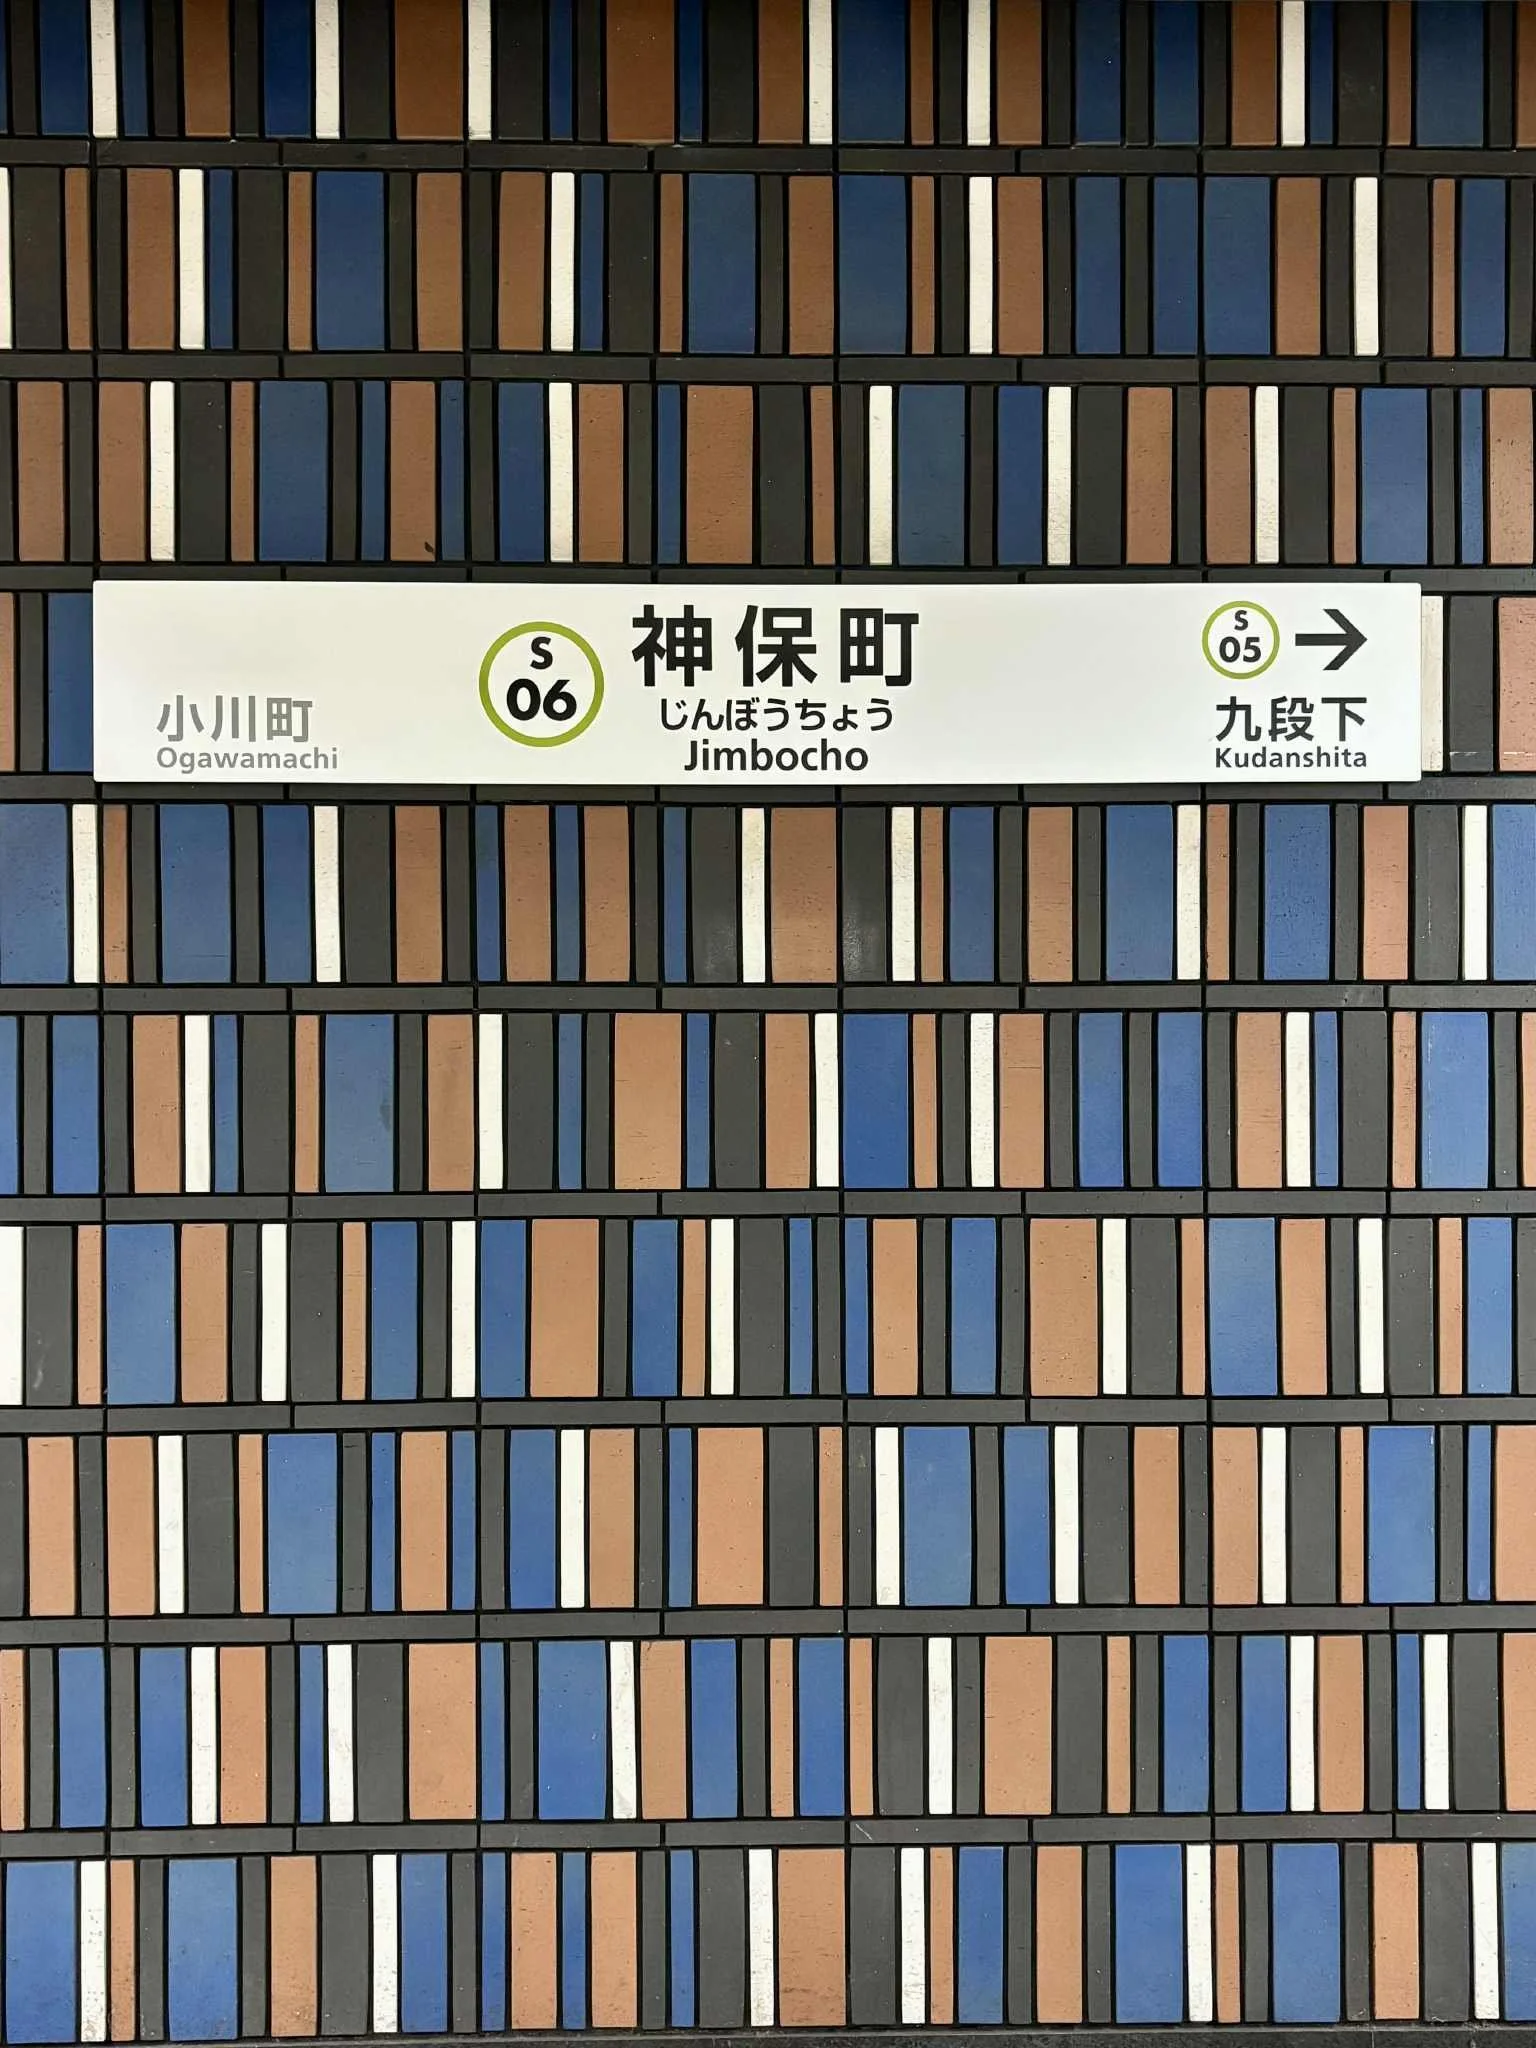 小川町
Ogawamachi
S
06
神保町
じんぼうちょう
Jimbocho
S
05
→
九段下
Kudanshita